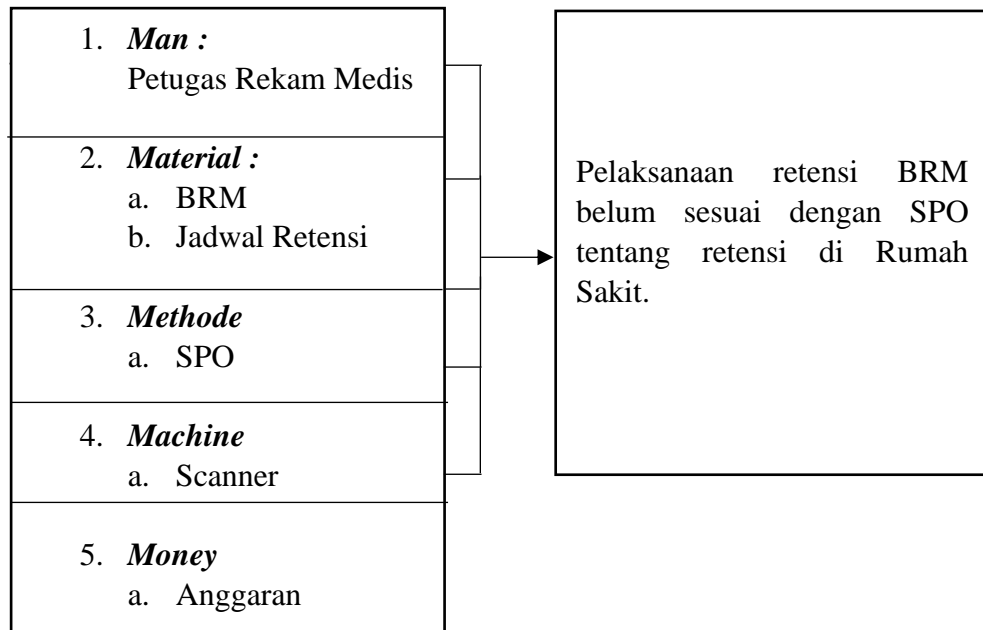 1. Man :
Petugas Rekam Medis
2. Material :
a. BRM
b. Jadwal Retensi
3. Methode
a. SPO
4. Machine
a. Scanner
5. Money
a. Anggaran
Pelaksanaan retensi BRM
belum sesuai dengan SPO
tentang retensi di Rumah
Sakit.